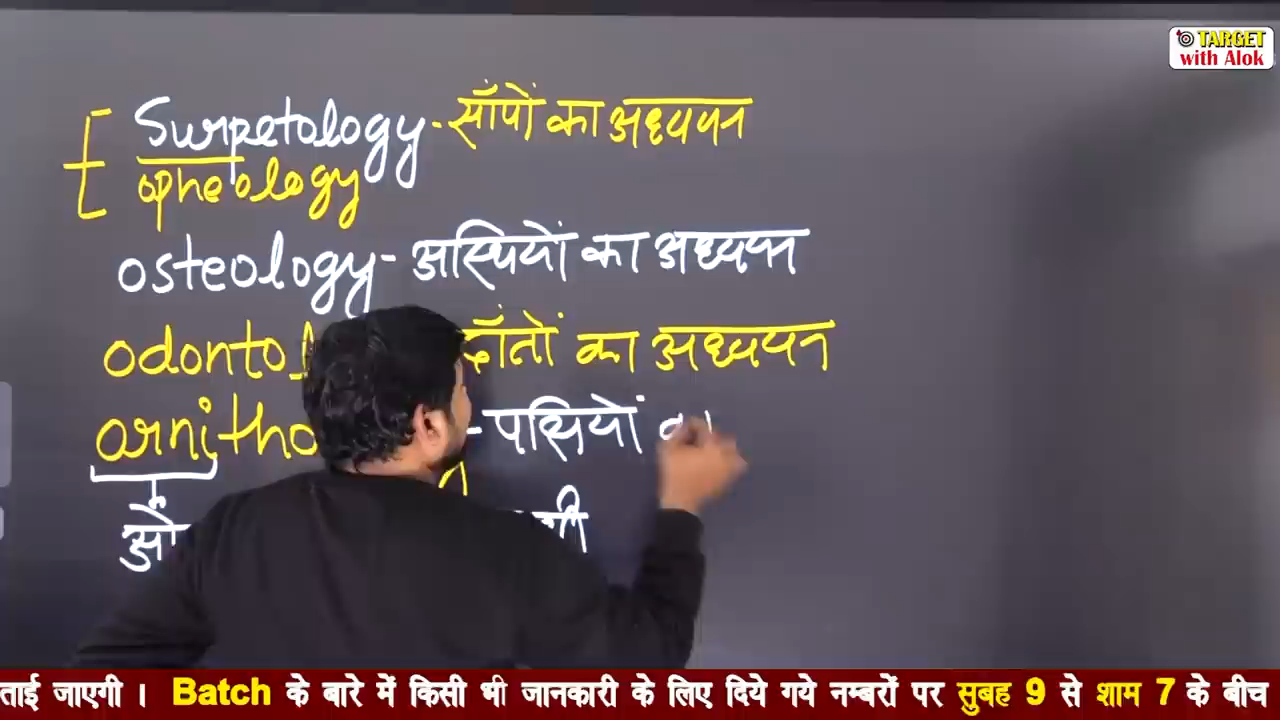 TARGET
with Alok
Surpetology - साँपों का अध्ययन
opheology
osteology - अस्थियों का अध्ययन
odonto दाँतों का अध्ययन
ornitho - पक्षियों
ताई जाएगी । Batch के बारे में किसी भी जानकारी के लिए दिये गये नम्बरों पर सुबह 9 से शाम 7 के बीच